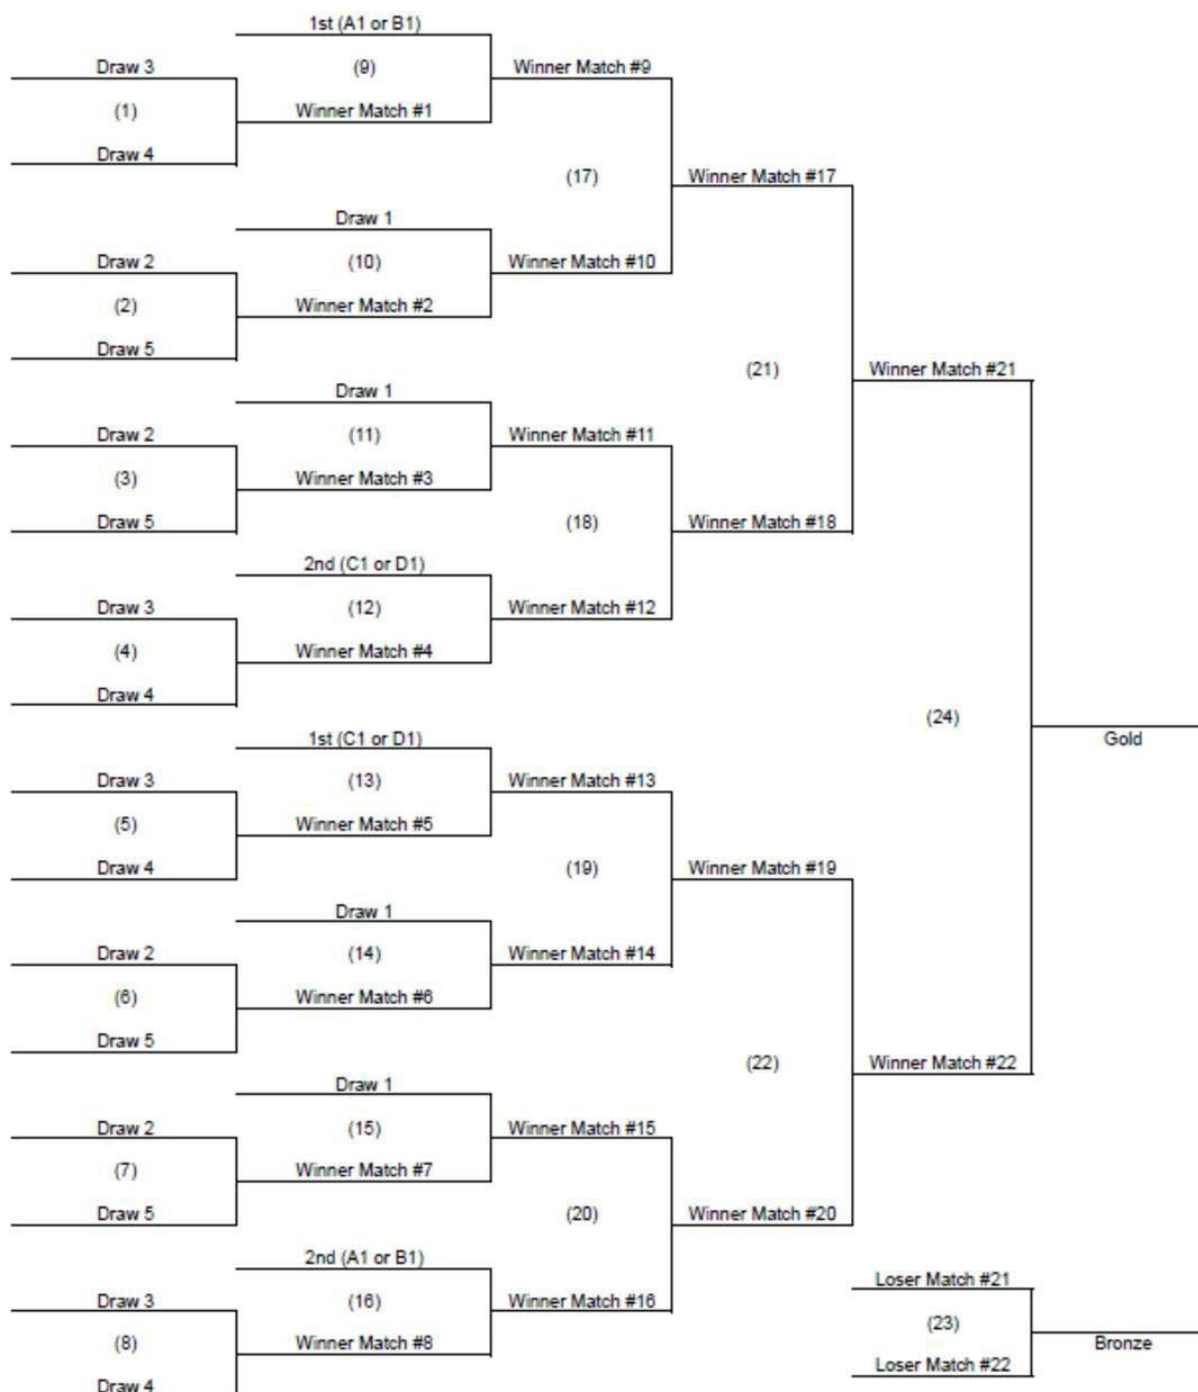 1st (A1 or B1)
Draw 3
(9)
Winner Match #9
(1)
Winner Match #1
Draw 4
(17)
Winner Match #17
Draw 1
Draw 2
(10)
Winner Match #10
(2)
Winner Match #2
Draw 5
(21)
Winner Match #21
Draw 1
Draw 2
(11)
Winner Match #11
(3)
Winner Match #3
Draw 5
(18)
Winner Match #18
2nd (C1 or D1)
Draw 3
(12)
Winner Match #12
(4)
Winner Match #4
Draw 4
(24)
Gold
1st (C1 or D1)
Draw 3
(13)
Winner Match #13
(5)
Winner Match #5
Draw 4
(19)
Winner Match #19
Draw 1
Draw 2
(14)
Winner Match #14
(6)
Winner Match #6
Draw 5
(22)
Winner Match #22
Draw 1
Draw 2
(15)
Winner Match #15
(7)
Winner Match #7
Draw 5
(20)
Winner Match #20
2nd (A1 or B1)
Loser Match #21
Draw 3
(16)
Winner Match #16
(23)
(8)
Winner Match #8
Bronze
Loser Match #22
Draw 4